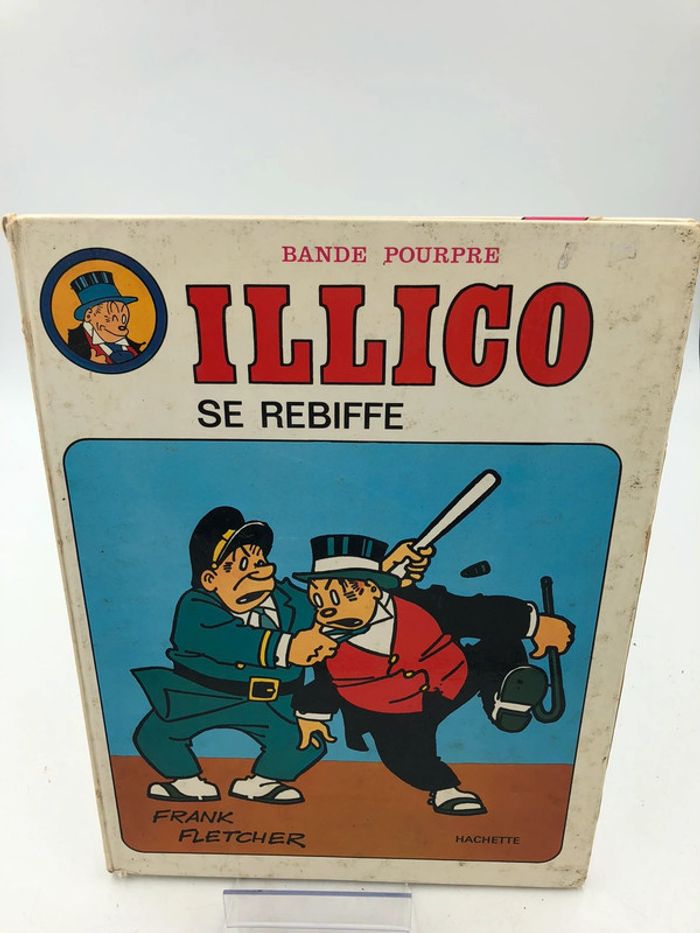 BANDE POURPRE
ILLICO
SE REBIFFE
FRANK
FLETCHER
HACHETTE